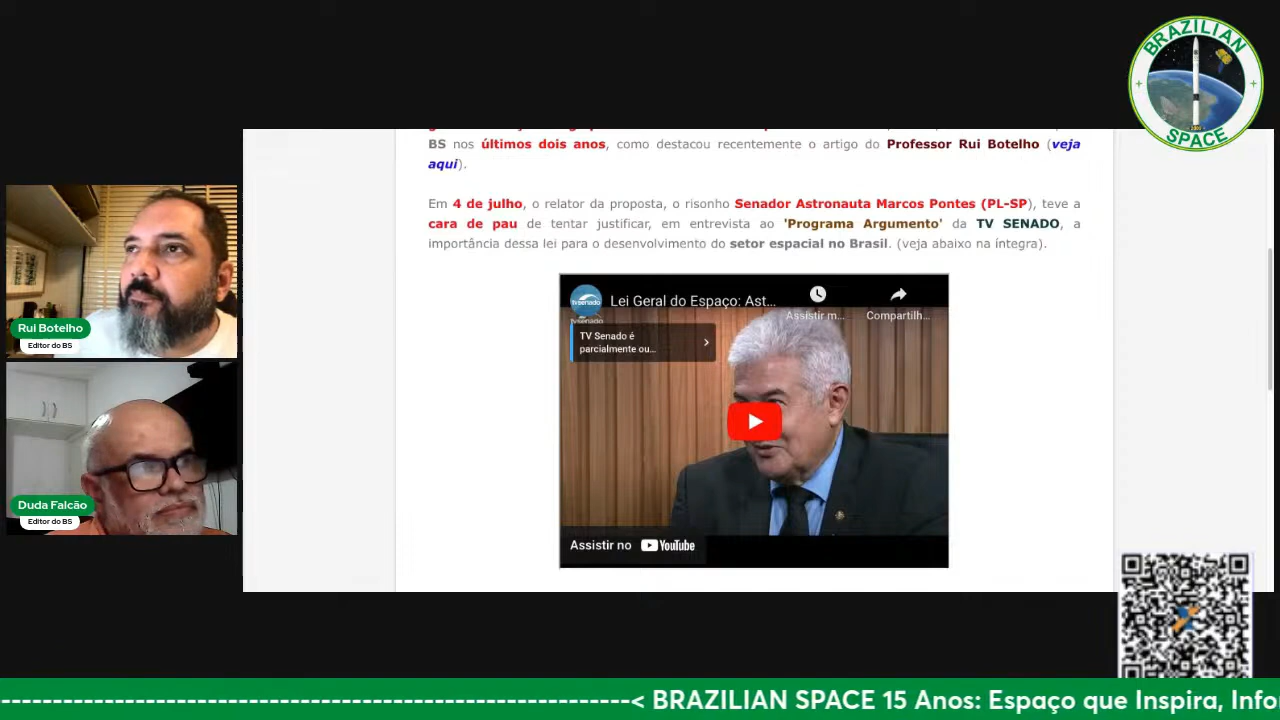 BRAZILIAN
SPACE
BS nos últimos dois anos, como destacou recentemente o artigo do Professor Rui Botelho (veja
aqui).
Em 4 de julho, o relator da proposta, o risonho Senador Astronauta Marcos Pontes (PL-SP), teve a
cara de pau de tentar justificar, em entrevista ao 'Programa Argumento' da TV SENADO, a
importância dessa lei para o desenvolvimento do setor espacial no Brasil. (veja abaixo na íntegra).
tvsenado
Lei Geral do Espaço: Ast...
Assistir m...
Compartilh...
tvsenado
TV Senado é
parcialmente ou...
Assistir no YouTube
Rui Botelho
Editor do BS
Duda Falcão
Editor do BS
---------------------------------------------------------------< BRAZILIAN SPACE 15 Anos: Espaço que Inspira, Info